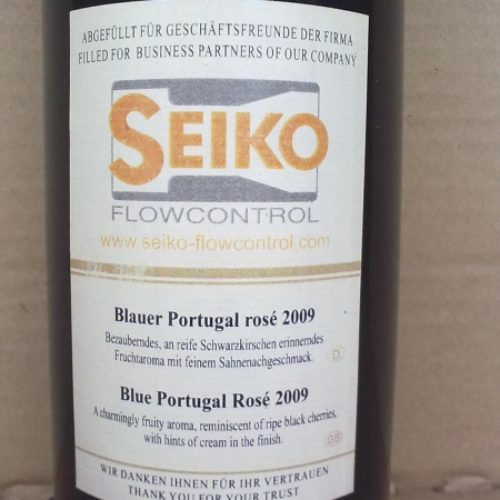 ABGEFÜLLT FÜR GESCHÄFTSFREUNDE DER FIRMA
FILLED FOR BUSINESS PARTNERS OF OUR COMPANY
SEIKO
FLOWCONTROL
www.seiko-flowcontrol.com
Blauer Portugal rosé 2009
Bezauberndes, an reife Schwarzkirschen erinnerndes
Fruchtaroma mit feinem Sahnenachgeschmack.
D
Blue Portugal Rosé 2009
A charmingly fruity aroma, reminiscent of ripe black cherries,
with hints of cream in the finish.
GB
WIR DANKEN IHNEN FÜR IHR VERTRAUEN
THANK YOU FOR YOUR TRUST